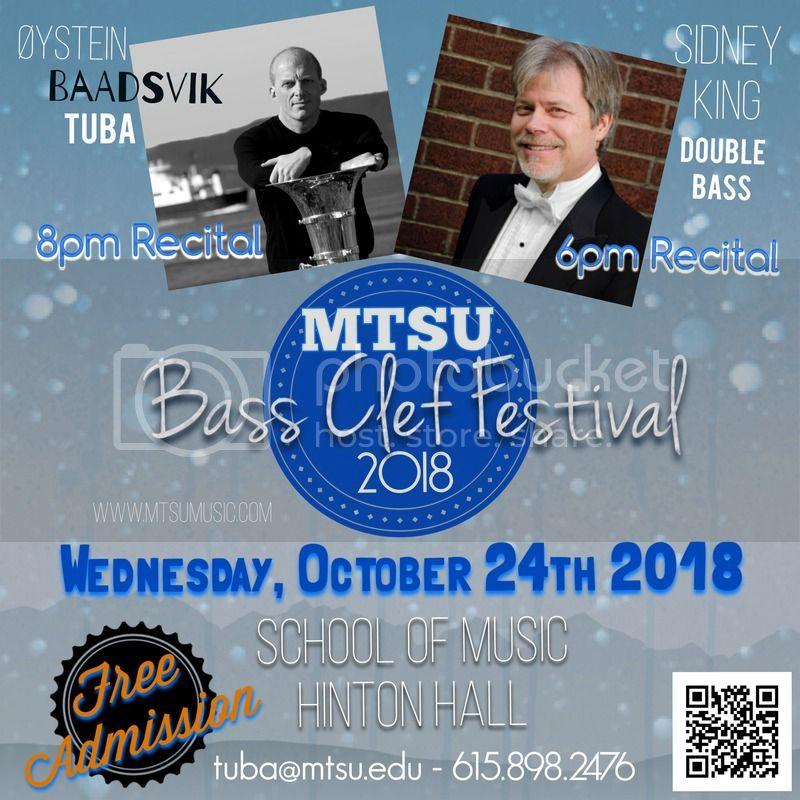 ØYSTEIN
BAADSVIK
TUBA
8pm Recital
SIDNEY
KING
DOUBLE
BASS
6pm Recital
MTSU
Bass Clef Festival
2018
photobucket
host. store. share.
WWW.MTSUMUSIC.COM
WEDNESDAY, OCTOBER 24TH 2018
Free
Admission
SCHOOL OF MUSIC
HINTON HALL
tuba@mtsu.edu - 615.898.2476